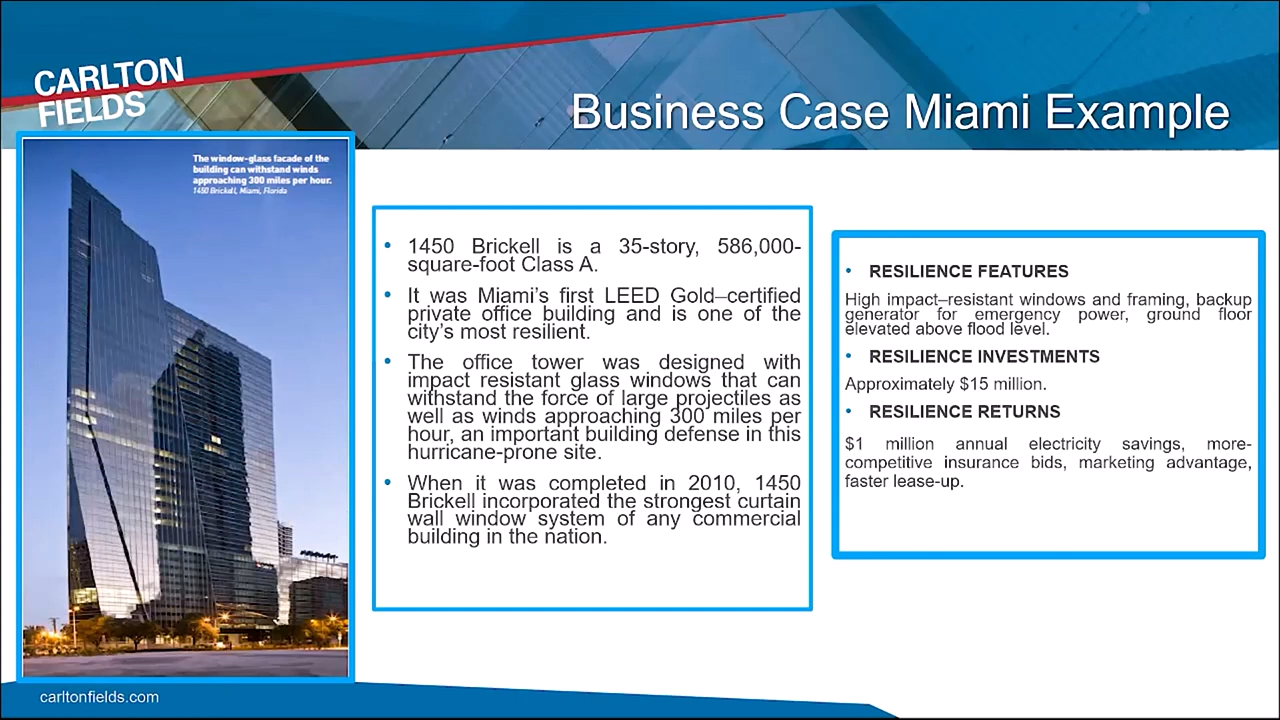 CARLTON
FIELDS
Business Case Miami Example
The window-glass facade of the
building can withstand winds
approaching 300 miles per hour.
1450 Brickell, Miami, Florida
• 1450 Brickell is a 35-story, 586,000-
square-foot Class A.
• It was Miami’s first LEED Gold–certified
private office building and is one of the
city’s most resilient.
• The office tower was designed with
impact resistant glass windows that can
withstand the force of large projectiles as
well as winds approaching 300 miles per
hour, an important building defense in this
hurricane-prone site.
• When it was completed in 2010, 1450
Brickell incorporated the strongest curtain
wall window system of any commercial
building in the nation.
• RESILIENCE FEATURES
High impact–resistant windows and framing, backup
generator for emergency power, ground floor
elevated above flood level.
• RESILIENCE INVESTMENTS
Approximately $15 million.
• RESILIENCE RETURNS
$1 million annual electricity savings, more-
competitive insurance bids, marketing advantage,
faster lease-up.
carltonfields.com